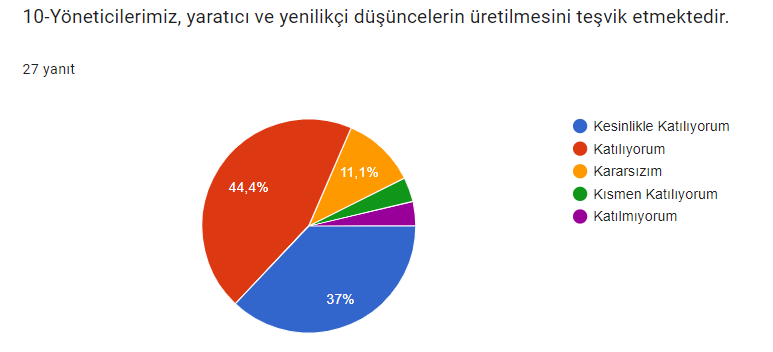 10-Yöneticilerimiz, yaratıcı ve yenilikçi düşüncelerin üretilmesini teşvik etmektedir.
27 yanıt
Kesinlikle Katılıyorum
Katılıyorum
Kararsızım
Kısmen Katılıyorum
Katılmıyorum
11,1%
44,4%
37%